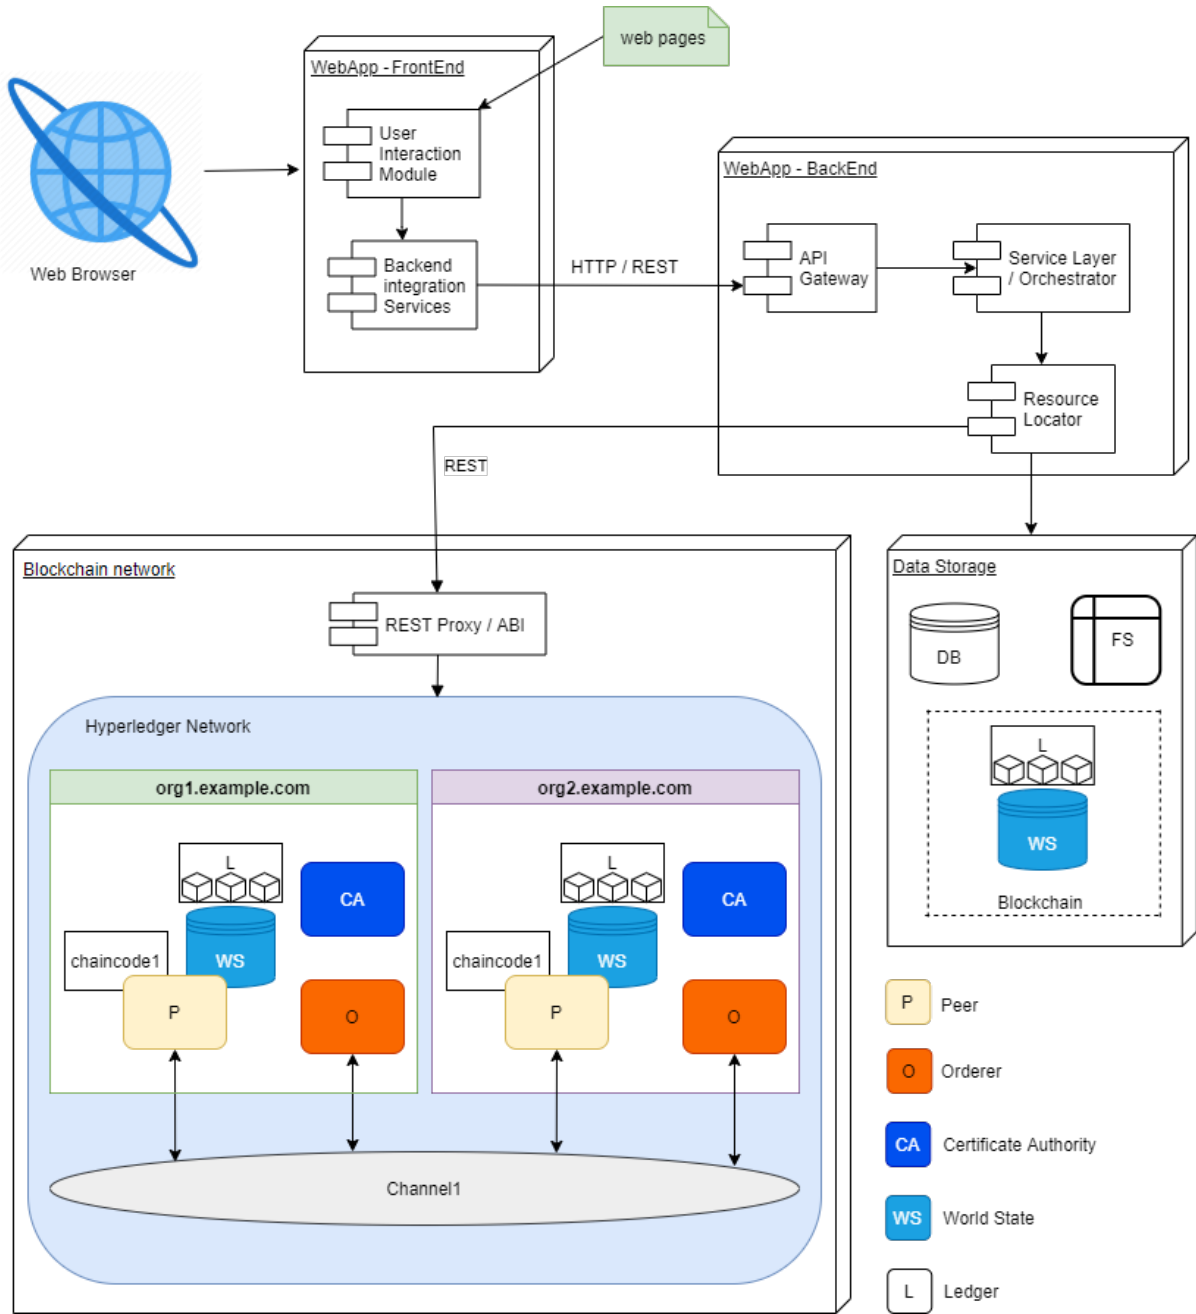 web pages
WebApp - FrontEnd
User
Interaction
Module
Web Browser
Backend
integration
Services
HTTP / REST
WebApp - BackEnd
API
Gateway
Service Layer
/ Orchestrator
Resource
Locator
REST
Blockchain network
REST Proxy / ABI
Hyperledger Network
org1.example.com
L
CA
WS
chaincode1
P
O
org2.example.com
L
CA
WS
chaincode1
P
O
Channel1
Data Storage
DB
FS
L
WS
Blockchain
P Peer
O Orderer
CA Certificate Authority
WS World State
L Ledger